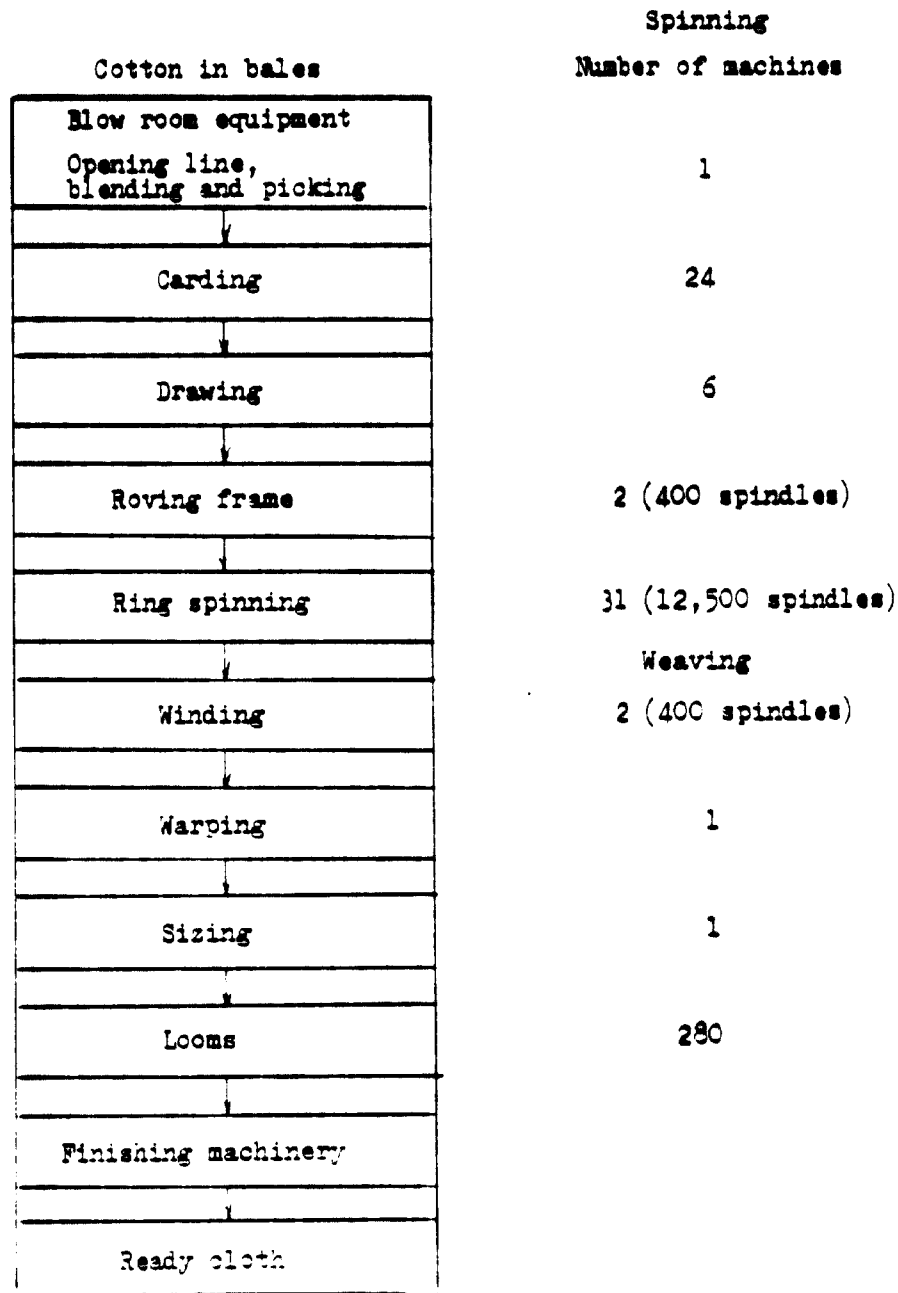 Spinning
Cotton in bales Number of machines
Blow room equipment
Opening line,
blending and picking 1
Carding 24
Drawing 6
Roving frame 2 (400 spindles)
Ring spinning 31 (12,500 spindles)
Weaving
Winding 2 (400 spindles)
Warping 1
Sizing 1
Looms 280
Finishing machinery
Ready cloth